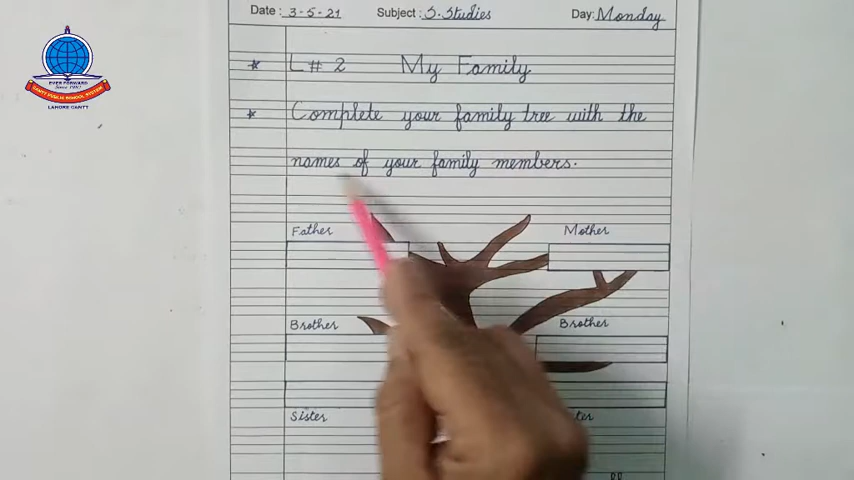 EVER FORWARD
Since 1982
CANTT PUBLIC SCHOOL SYSTEM
LAHORE CANTT
Date: 3-5-21 Subject: S.Studies Day: Monday
* L# 2 My Family
* Complete your family tree with the
names of your family members.
Father Mother
Brother Brother
Sister